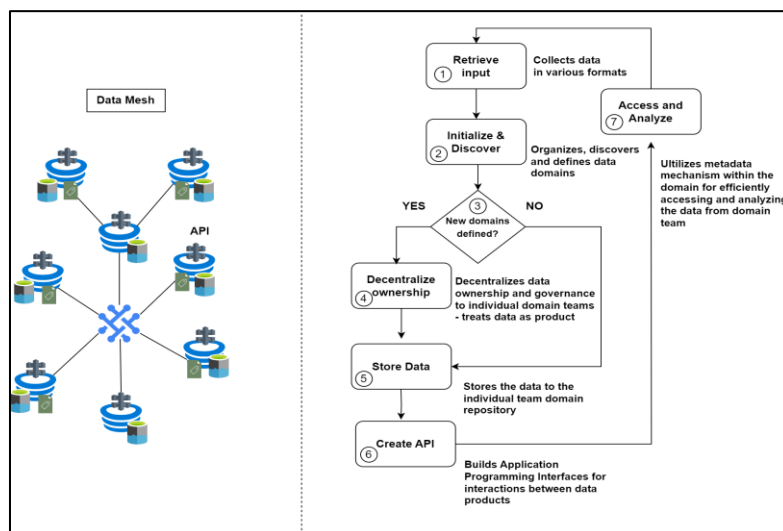 Data Mesh
API
Retrieve
input
1
Collects data
in various formats
Access and
Analyze
7
Initialize &
Discover
2
Organizes, discovers
and defines data
domains
Ultilizes metadata
mechanism within the
domain for efficiently
accessing and analyzing
the data from domain
team
YES
3
NO
New domains
defined?
Decentralize
ownership
4
Decentralizes data
ownership and governance
to individual domain teams
- treats data as product
Store Data
5
Stores the data to the
individual team domain
repository
Create API
6
Builds Application
Programming Interfaces for
interactions between data
products